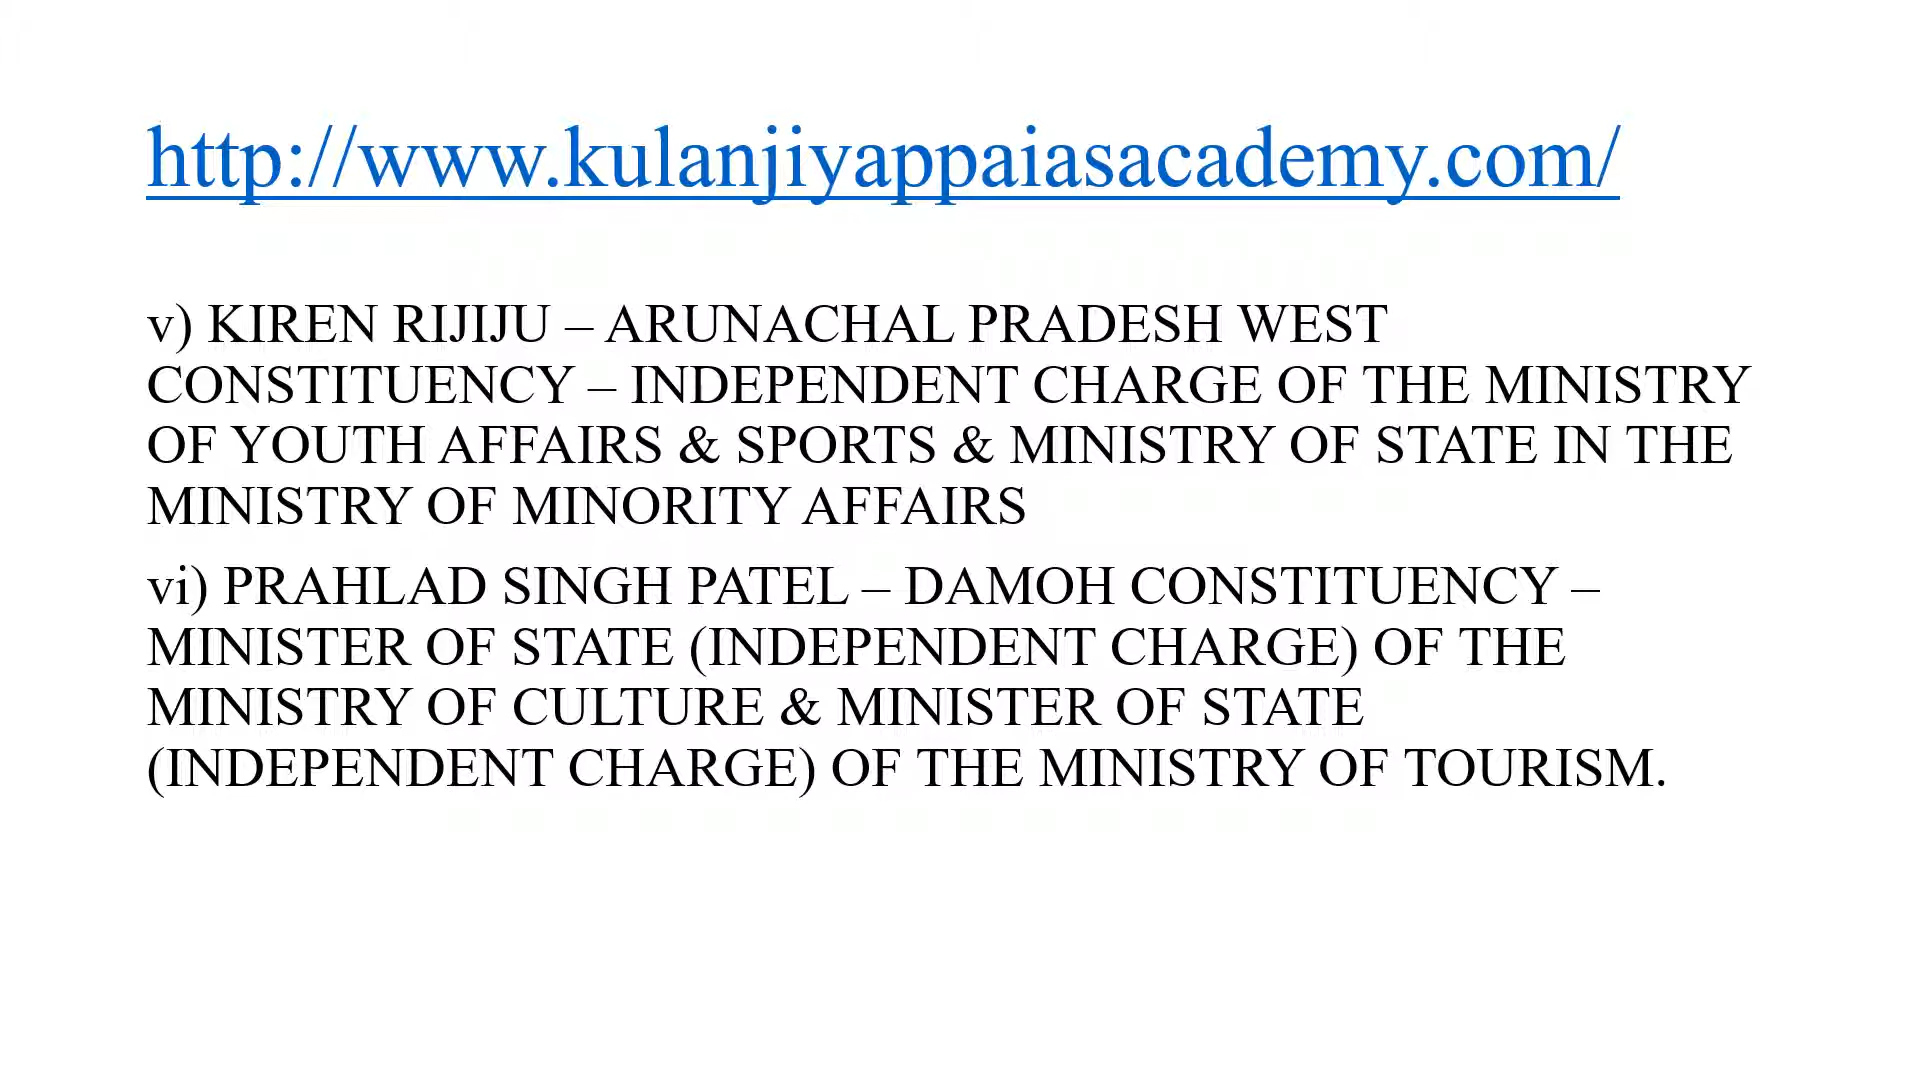 http://www.kulanjiyappaiasacademy.com/
v) KIREN RIJIJU – ARUNACHAL PRADESH WEST
CONSTITUENCY – INDEPENDENT CHARGE OF THE MINISTRY
OF YOUTH AFFAIRS & SPORTS & MINISTRY OF STATE IN THE
MINISTRY OF MINORITY AFFAIRS
vi) PRAHLAD SINGH PATEL – DAMOH CONSTITUENCY –
MINISTER OF STATE (INDEPENDENT CHARGE) OF THE
MINISTRY OF CULTURE & MINISTER OF STATE
(INDEPENDENT CHARGE) OF THE MINISTRY OF TOURISM.